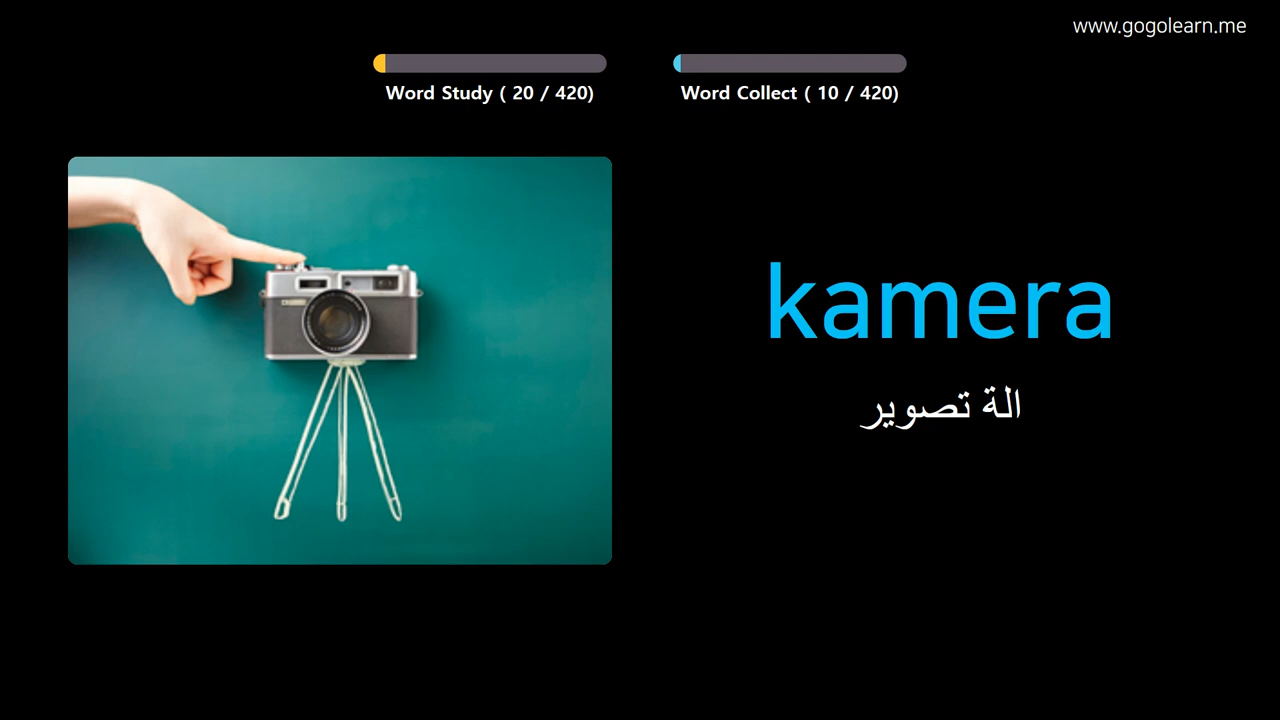 www.gogolearn.me
Word Study ( 20 / 420)
Word Collect ( 10 / 420)
kamera
الة تصوير